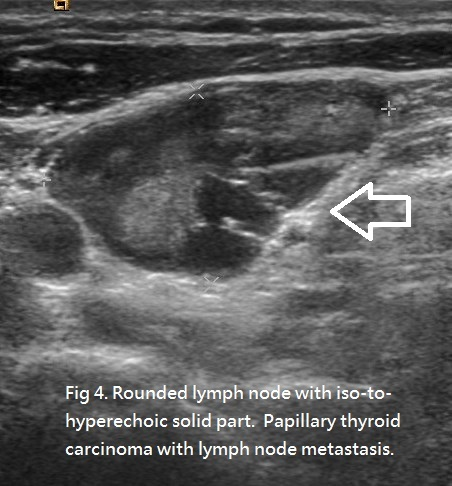 Fig 4. Rounded lymph node with iso-to-
hyperechoic solid part.  Papillary thyroid
carcinoma with lymph node metastasis.